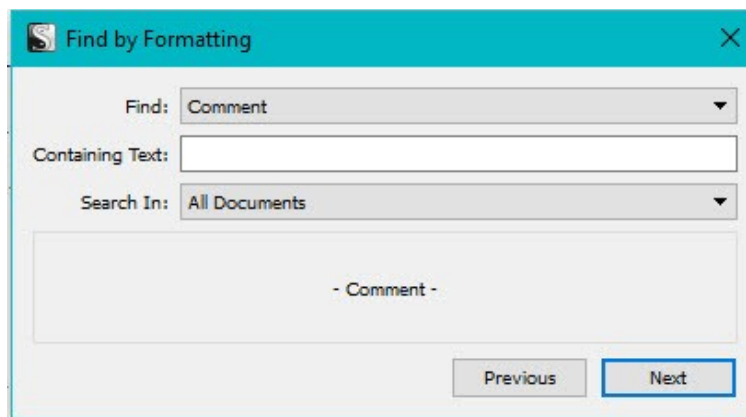 Find by Formatting
Find: Comment
Containing Text:
Search In: All Documents
- Comment -
Previous Next